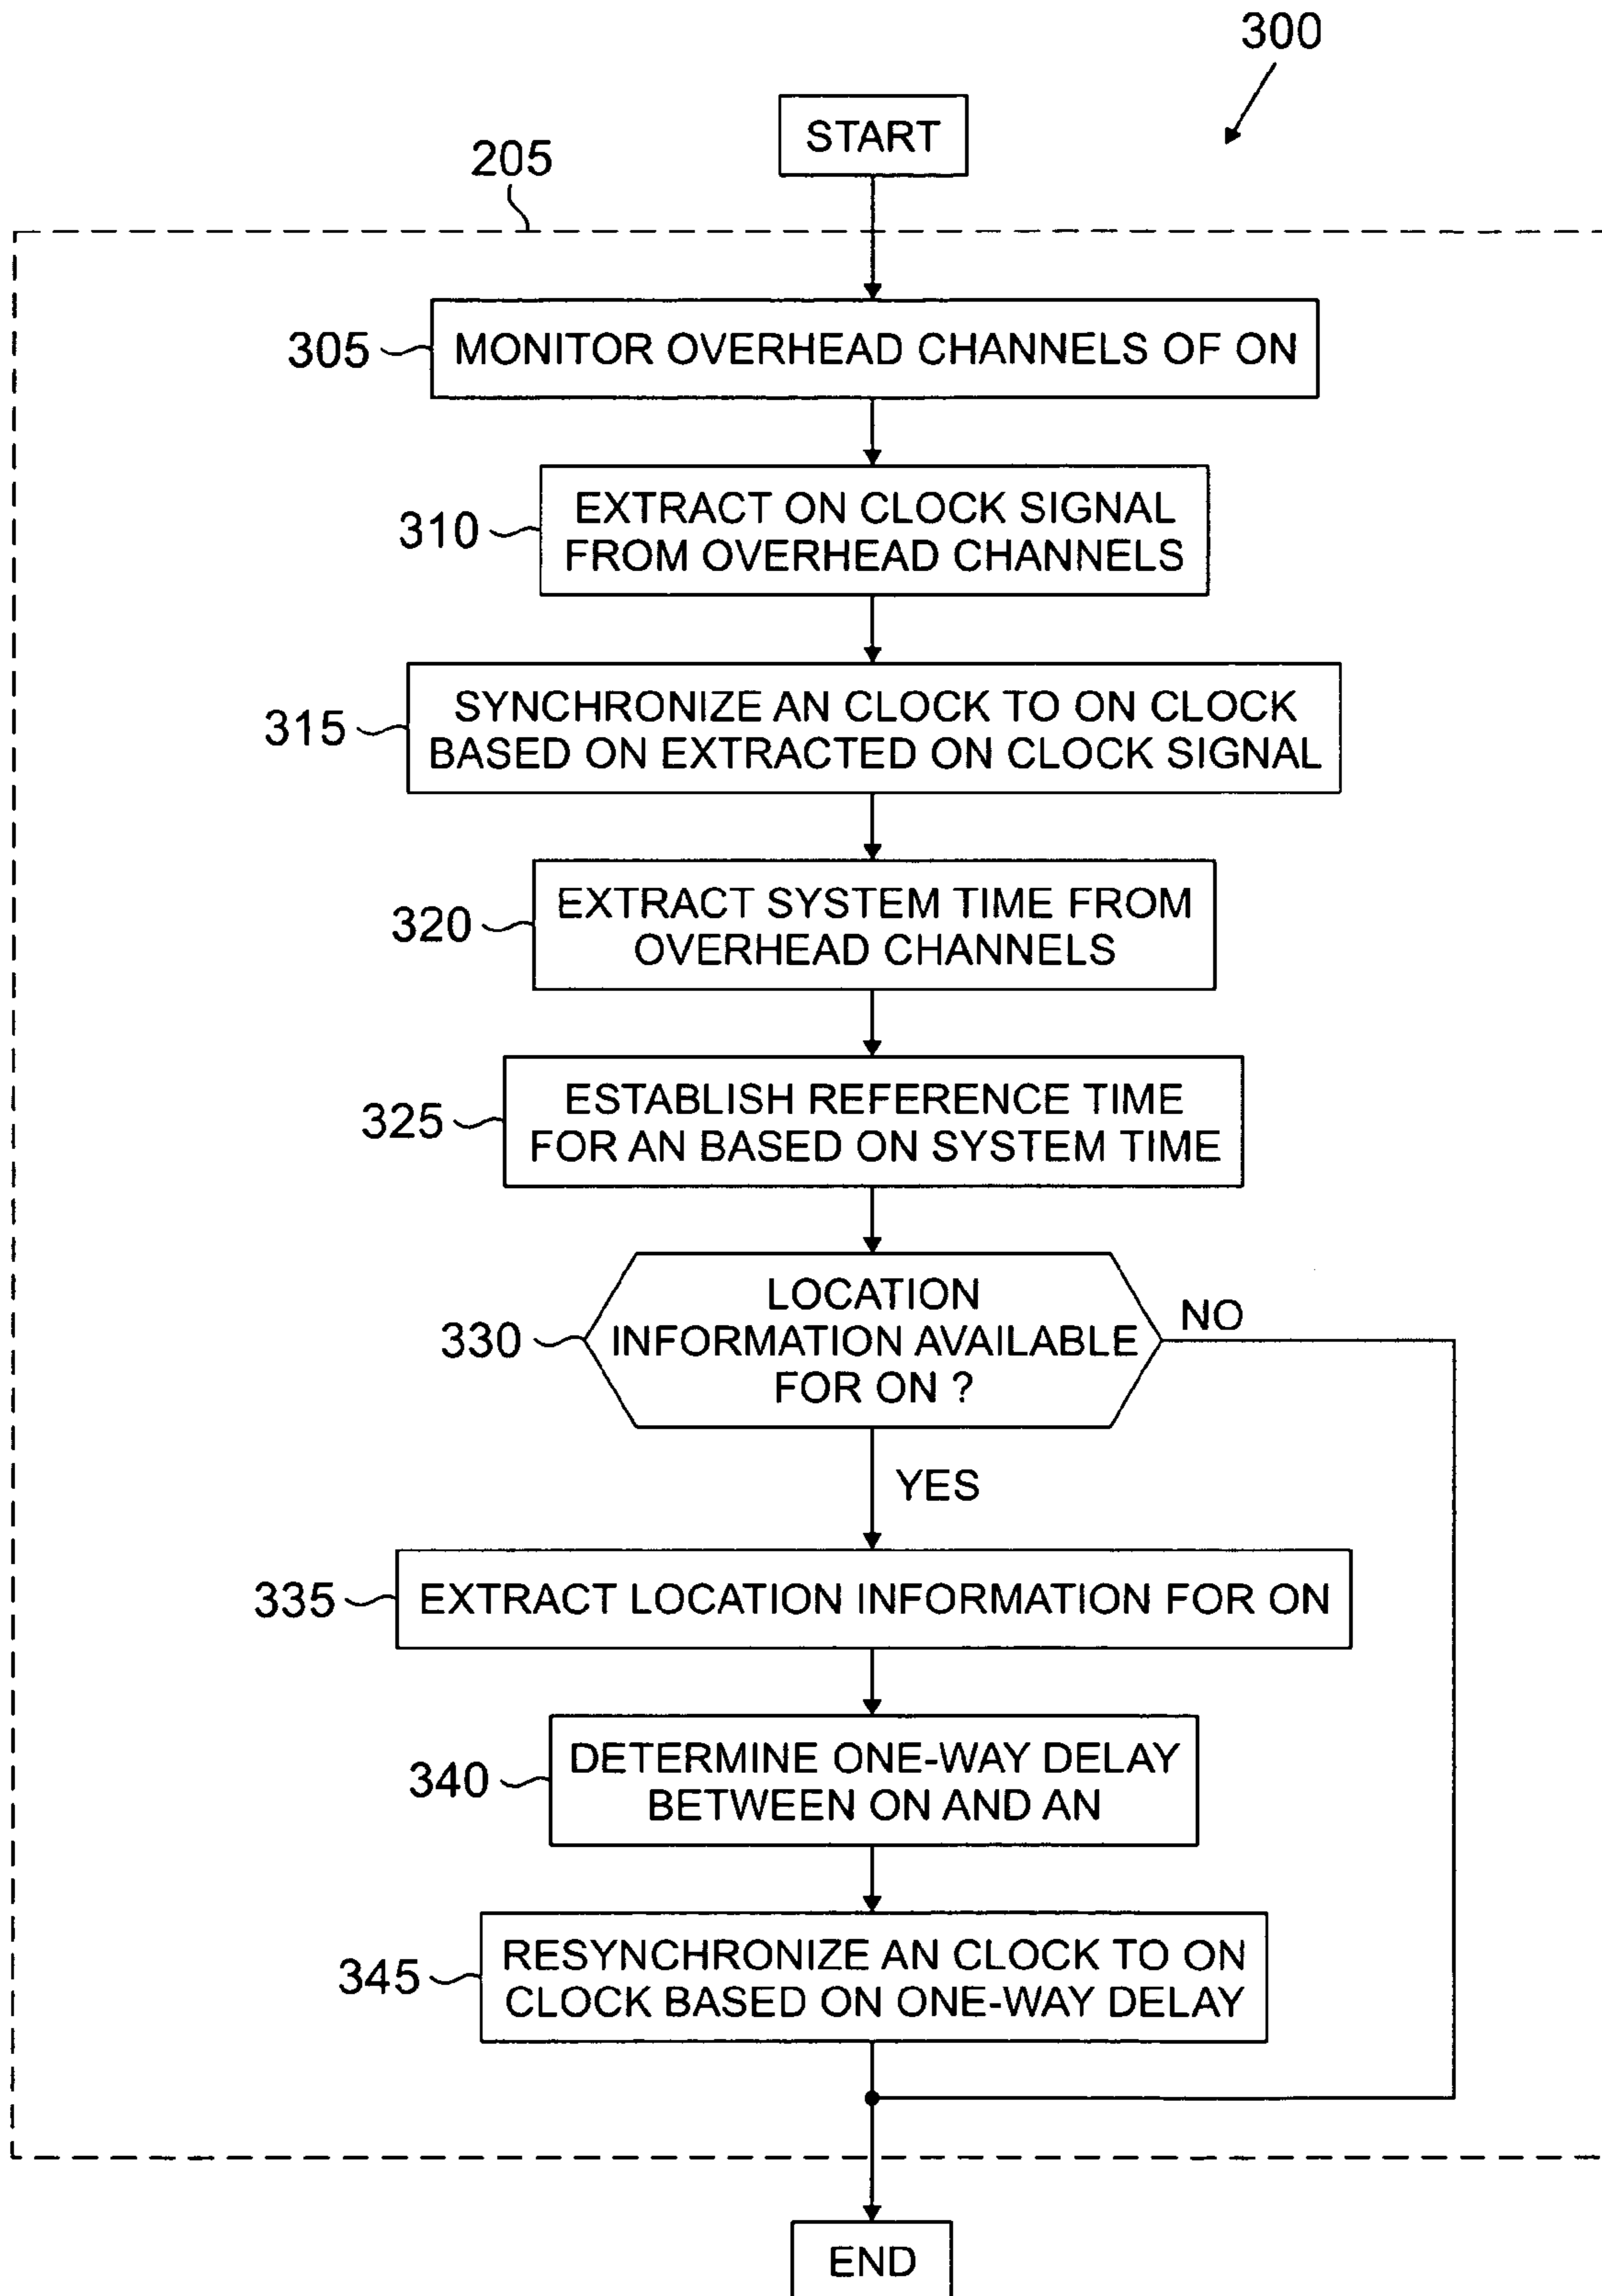 300
START
205
305
MONITOR OVERHEAD CHANNELS OF ON
310
EXTRACT ON CLOCK SIGNAL
FROM OVERHEAD CHANNELS
315
SYNCHRONIZE AN CLOCK TO ON CLOCK
BASED ON EXTRACTED ON CLOCK SIGNAL
320
EXTRACT SYSTEM TIME FROM
OVERHEAD CHANNELS
325
ESTABLISH REFERENCE TIME
FOR AN BASED ON SYSTEM TIME
330
LOCATION
INFORMATION AVAILABLE
FOR ON ?
NO
YES
335
EXTRACT LOCATION INFORMATION FOR ON
340
DETERMINE ONE-WAY DELAY
BETWEEN ON AND AN
345
RESYNCHRONIZE AN CLOCK TO ON
CLOCK BASED ON ONE-WAY DELAY
END